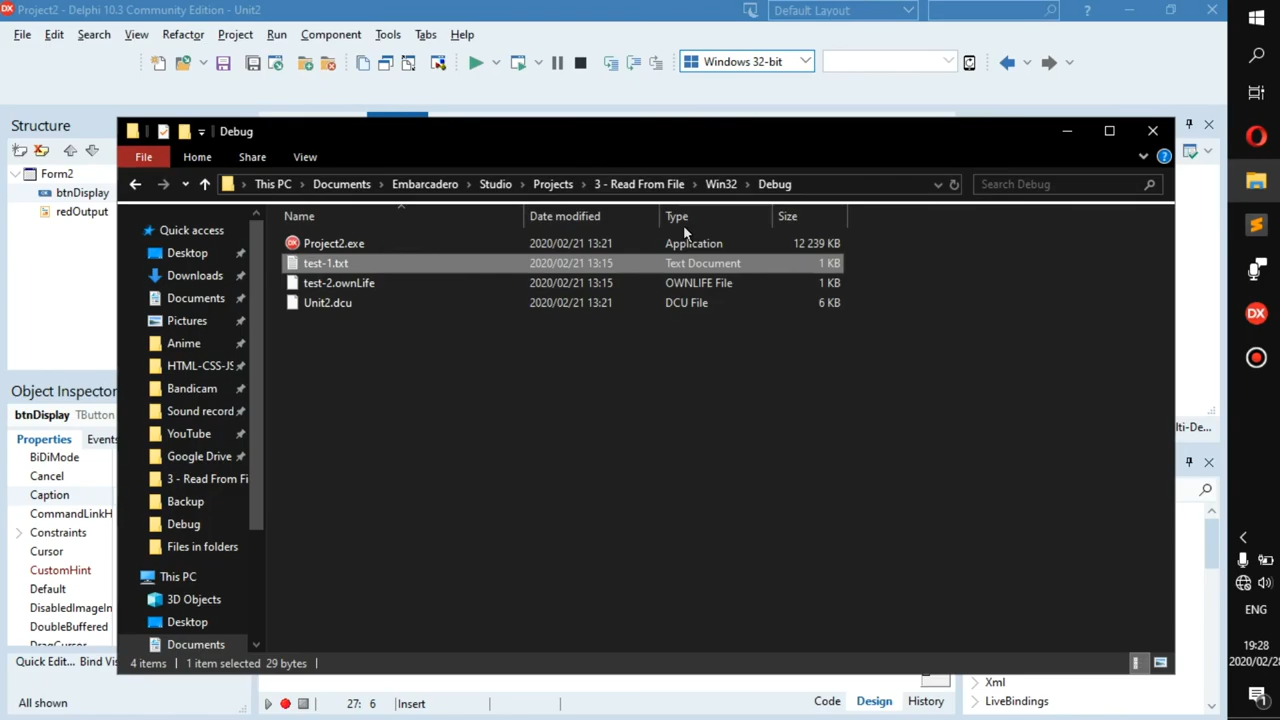 Project2 - Delphi 10.3 Community Edition - Unit2
Default Layout
File Edit Search View Refactor Project Run Component Tools Tabs Help
Windows 32-bit
Structure
Form2
btnDisplay
redOutput
Object Inspector
btnDisplay TButton
Properties Events
BiDiMode
Cancel
Caption
CommandLinkH
Constraints
Cursor
CustomHint
Default
DisabledImageIn
DoubleBuffered
DragCursor
Quick Edit... Bind Vis
All shown
Debug
File Home Share View
This PC > Documents > Embarcadero > Studio > Projects > 3 - Read From File > Win32 > Debug
Search Debug
Quick access
Desktop
Downloads
Documents
Pictures
Anime
HTML-CSS-JS
Bandicam
Sound record
YouTube
Google Drive
3 - Read From Fi
Backup
Debug
Files in folders
This PC
3D Objects
Desktop
Documents
Name Date modified Type Size
Project2.exe 2020/02/21 13:21 Application 12 239 KB
test-1.txt 2020/02/21 13:15 Text Document 1 KB
test-2.ownLife 2020/02/21 13:15 OWNLIFE File 1 KB
Unit2.dcu 2020/02/21 13:21 DCU File 6 KB
4 items 1 item selected 29 bytes
27: 6 Insert
Code Design History
lti-De...
Xml
LiveBindings
ENG
19:28
2020/02/28
1